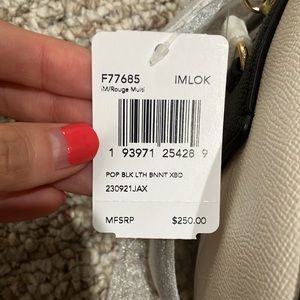 F77685 IMLOK
IM/Rouge Multi
1 93971 25428 9
POP BLK LTH BNNT XBD
230921JAX
MFSRP $250.00